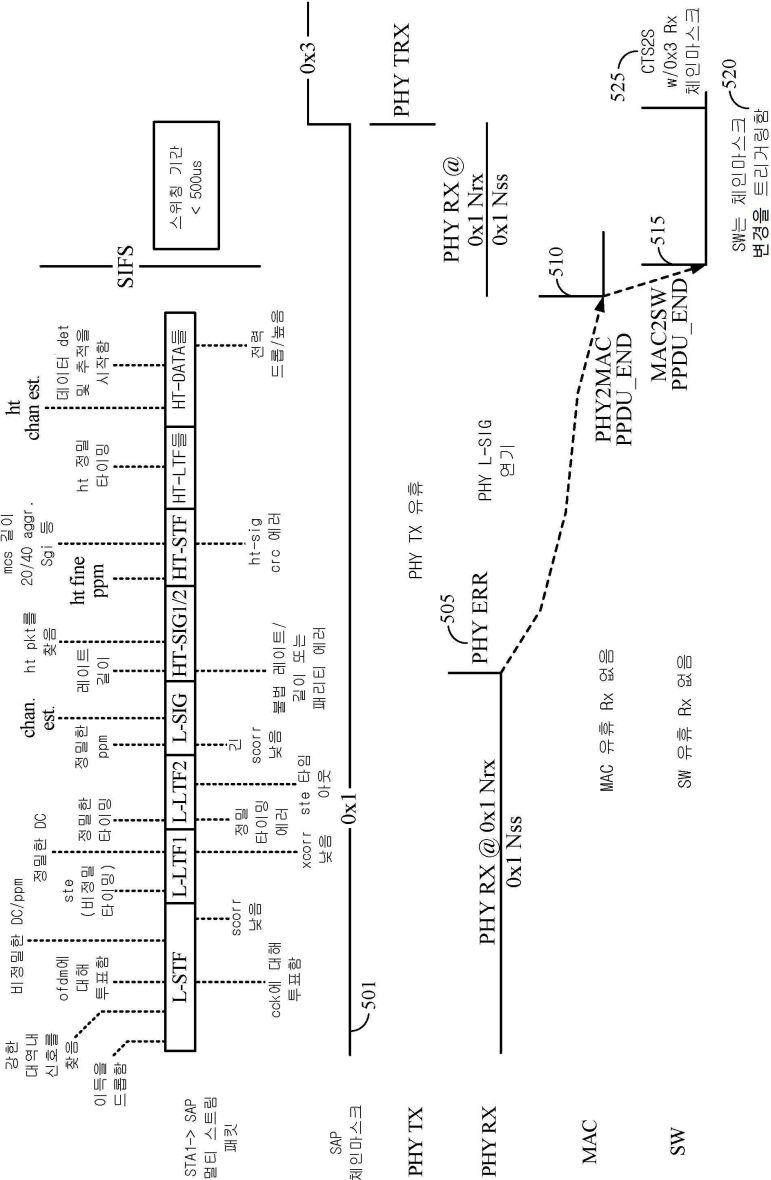 강한
대역내
신호를
찾음
이득을
드롭함
ofdm에
대해
투표함
비정밀한 DC/ppm
ste
(비정밀
타이밍)
정밀한 DC
정밀한
타이밍
정밀한
ppm
chan.
est.
레이트
길이
ht pkt를
찾음
ht fine
ppm
mcs 길이
20/40 aggr.
Sgi 등
ht 정밀
타이밍
ht
chan est.
데이터 det
및 추적을
시작함
SIFS
스위칭 기간
< 500us
STA1-> SAP
멀티 스트림
패킷
L-STF
L-LTF1
L-LTF2
L-SIG
HT-SIG1/2
HT-STF
HT-LTF들
HT-DATA들
cck에 대해
투표함
scorr
낮음
xcorr
낮음
정밀
타이밍
에러
ste 타임
아웃
긴
scorr
낮음
불법 레이트/
길이 또는
패리티 에러
ht-sig
crc 에러
전력
드롭/높음
SAP
체인마스크
501
0x1
0x3
PHY TX
PHY TX 유휴
PHY TRX
PHY RX
PHY RX @ 0x1 Nrx
0x1 Nss
505
PHY ERR
PHY L-SIG
연기
PHY RX @
0x1 Nrx
0x1 Nss
MAC
MAC 유휴 Rx 없음
PHY2MAC
PPDU_END
510
SW
SW 유휴 Rx 없음
MAC2SW
PPDU_END
515
525
CTS2S
w/0x3 Rx
체인마스크
520
SW는 체인마스크
변경을 트리거링함